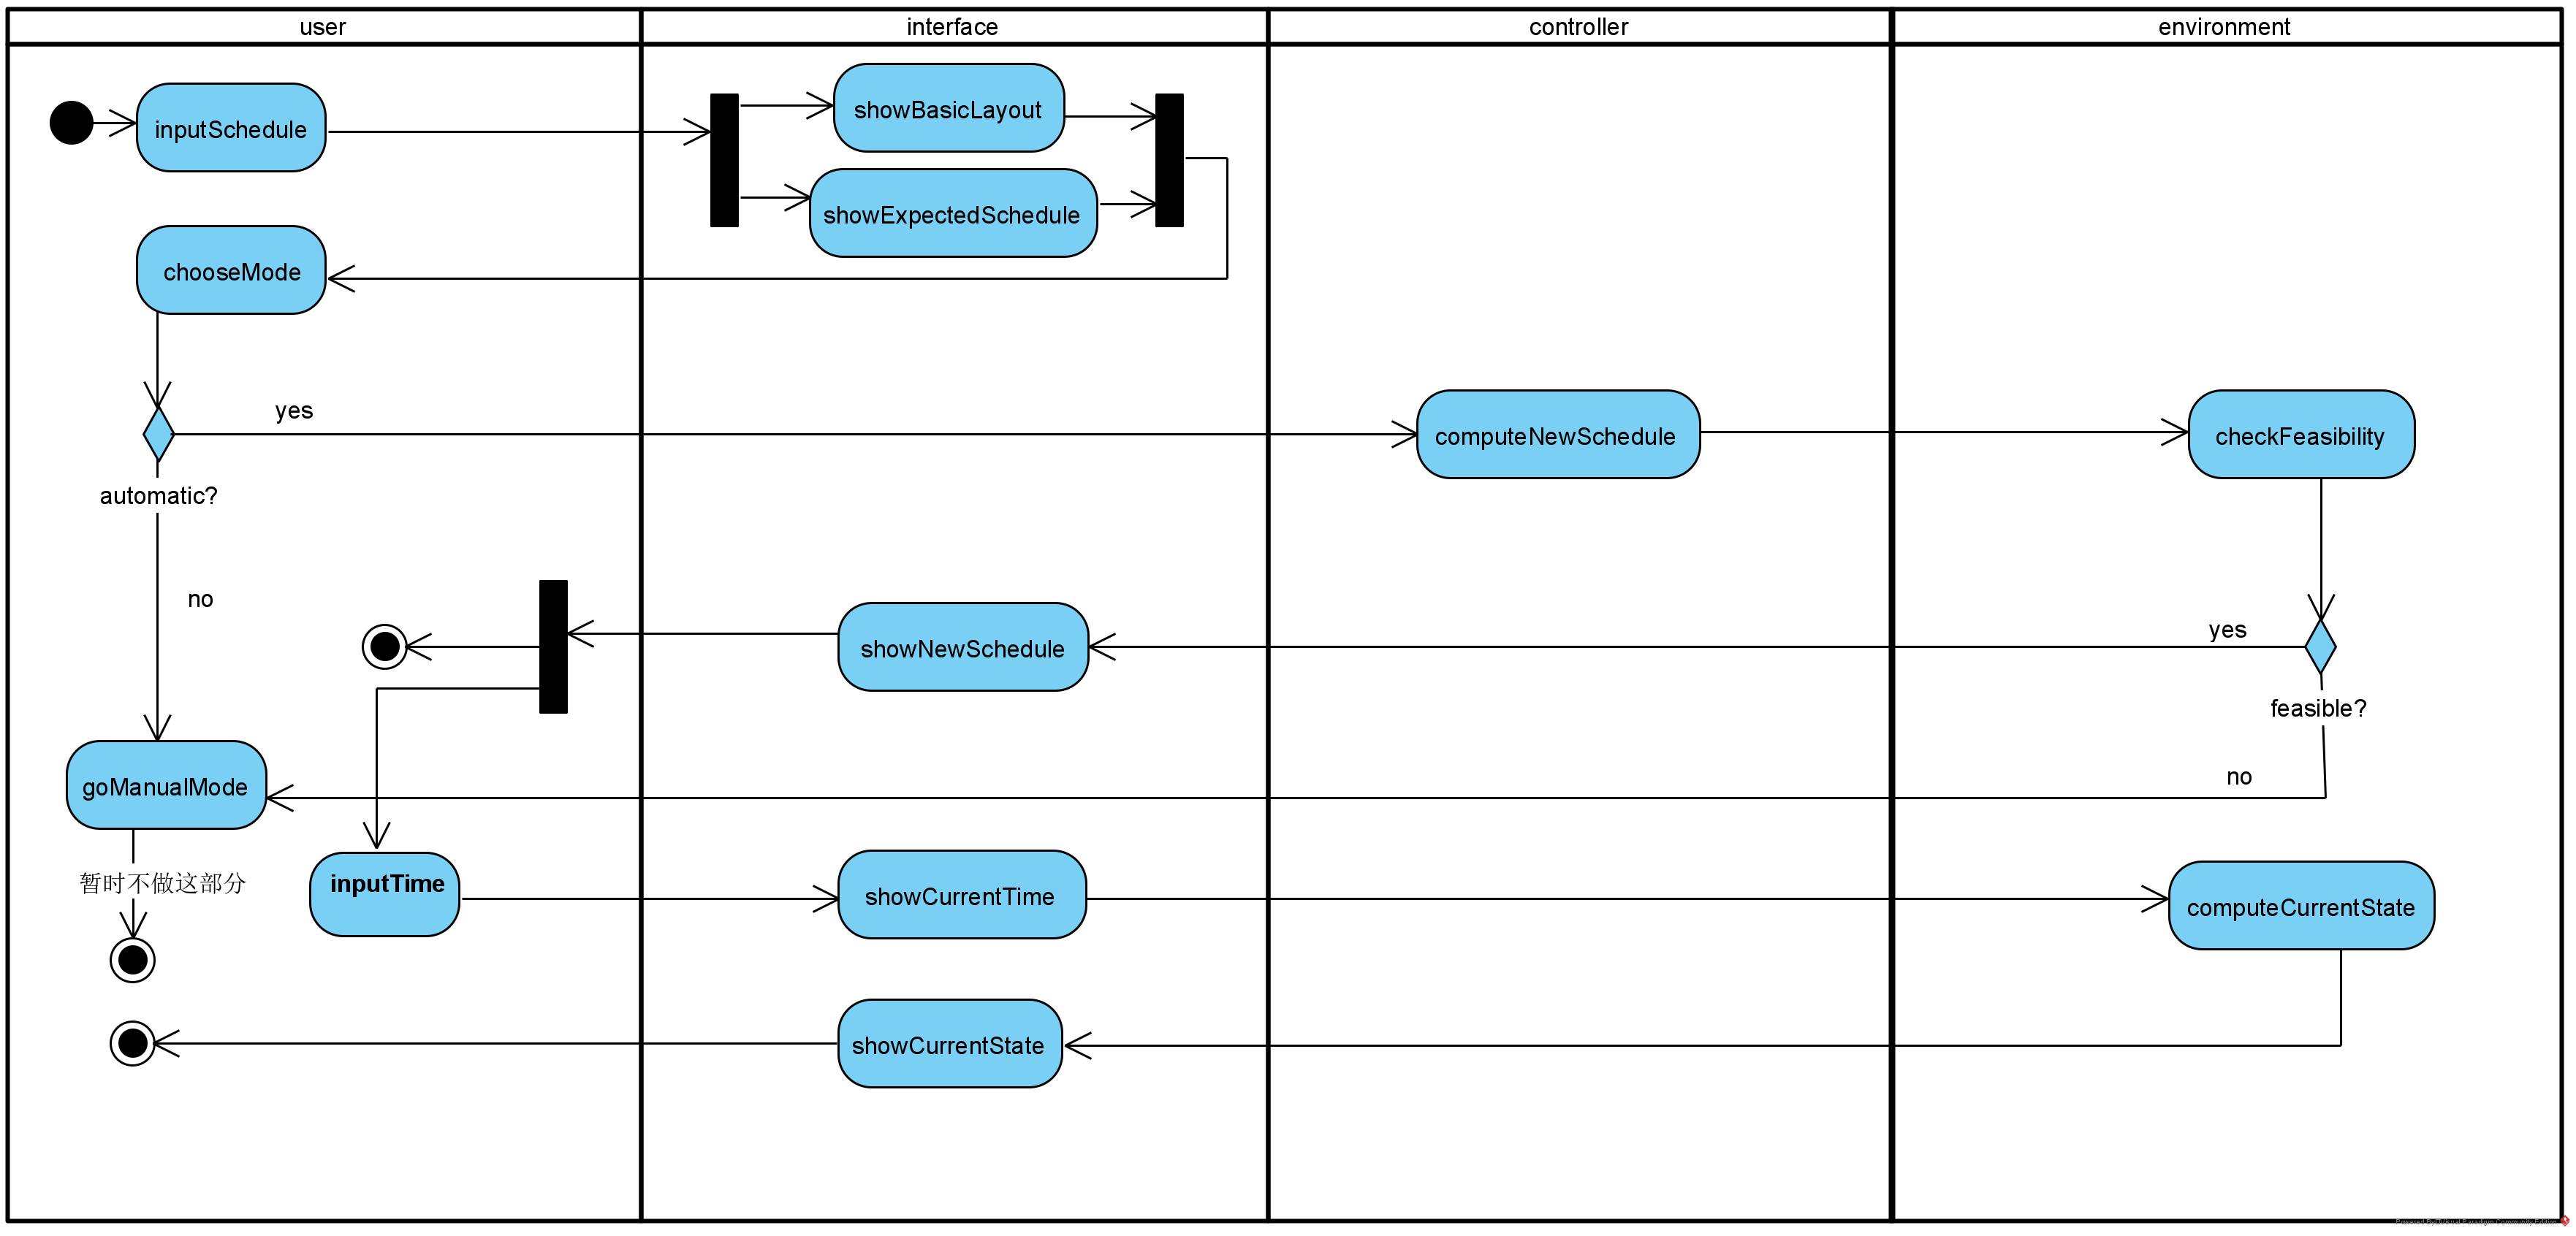 user
interface
controller
environment
inputSchedule
showBasicLayout
showExpectedSchedule
chooseMode
yes
computeNewSchedule
checkFeasibility
automatic?
no
showNewSchedule
yes
feasible?
no
goManualMode
暂时不做这部分
inputTime
showCurrentTime
computeCurrentState
showCurrentState